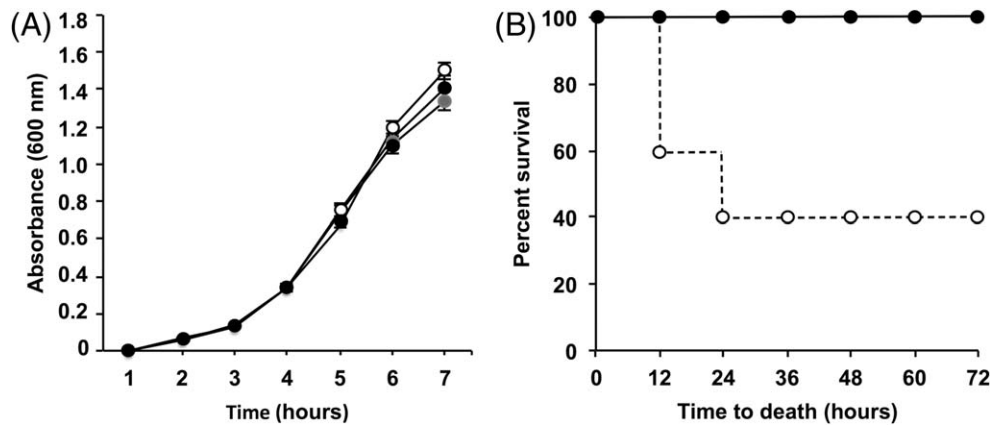 (A)
Absorbance (600 nm)
1.8
1.6
1.4
1.2
1.0
0.8
0.6
0.4
0.2
0
1 2 3 4 5 6 7
Time (hours)
(B)
Percent survival
100
80
60
40
20
0
0 12 24 36 48 60 72
Time to death (hours)